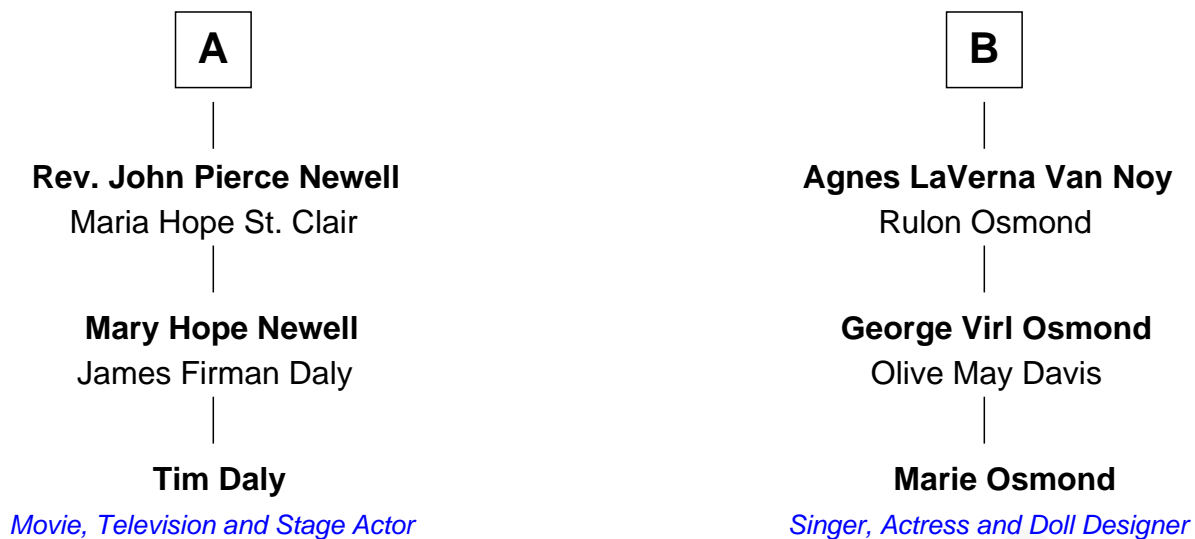 A
Rev. John Pierce Newell
Maria Hope St. Clair
Mary Hope Newell
James Firman Daly
Tim Daly
Movie, Television and Stage Actor
B
Agnes LaVerna Van Noy
Rulon Osmond
George Virl Osmond
Olive May Davis
Marie Osmond
Singer, Actress and Doll Designer